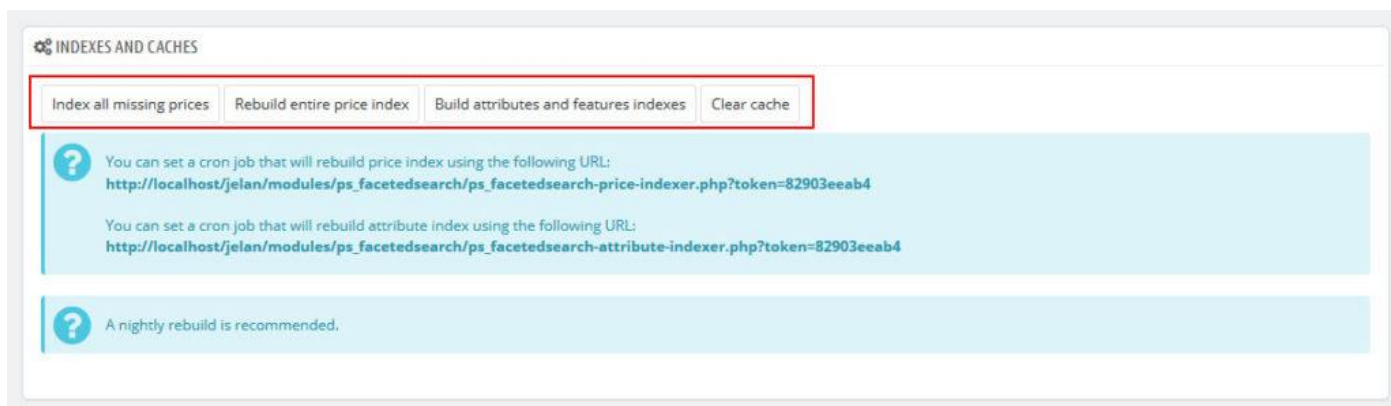 INDEXES AND CACHES
Index all missing prices Rebuild entire price index Build attributes and features indexes Clear cache
You can set a cron job that will rebuild price index using the following URL:
http://localhost/jelan/modules/ps_facetedsearch/ps_facetedsearch-price-indexer.php?token=82903eeab4
You can set a cron job that will rebuild attribute index using the following URL:
http://localhost/jelan/modules/ps_facetedsearch/ps_facetedsearch-attribute-indexer.php?token=82903eeab4
A nightly rebuild is recommended.